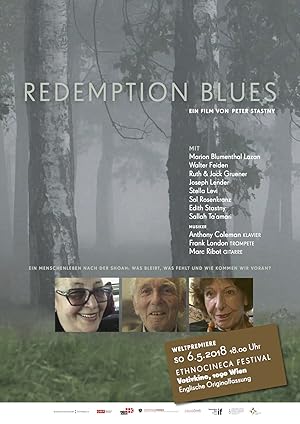 REDEMPTION BLUES
EIN FILM VON PETER STASTNY
MIT
Marion Blumenthal Lazan
Walter Feiden
Ruth & Jack Gruener
Joseph Lender
Stella Levi
Sal Rosenkranz
Edith Stastny
Sallah Ta'amari
MUSIKER
Anthony Coleman KLAVIER
Frank London TROMPETE
Marc Ribot GITARRE
EIN MENSCHENLEBEN NACH DER SHOAH. WAS BLEIBT, WAS FEHLT UND WIE KOMMEN WIR VORAN?
WELTPREMIERE
SO 6.5.2018 18.00 Uhr
ETHNOCINECA FESTIVAL
Votivkino, 1090 Wien
Englische Originalfassung